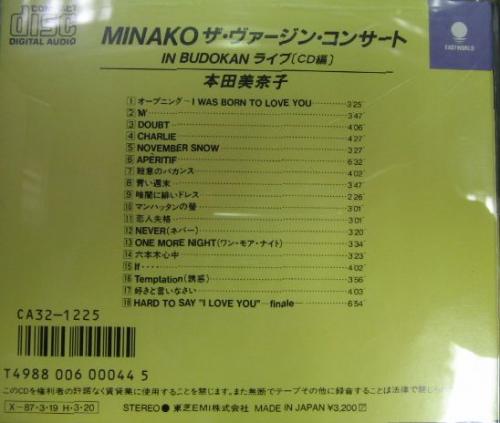 COMPACT
disc
DIGITAL AUDIO
MINAKO ザ・ヴァージン・コンサート
IN BUDOKAN ライブ〔CD編〕
EASTWORLD
本田美奈子
1 オープニング─I WAS BORN TO LOVE YOU 3'25"
2 'M' 3'47"
3 DOUBT 4'06"
4 CHARLIE 4'27"
5 NOVEMBER SNOW 3'27"
6 APÉRITIF 6'32"
7 殺意のバカンス 4'02"
8 青い週末 3'47"
9 暗闇に緋いドレス 2'26"
10 マンハッタンの聲 3'01"
11 恋人失格 3'01"
12 NEVER(ネバー) 3'20"
13 ONE MORE NIGHT(ワン・モア・ナイト) 3'34"
14 六本木心中 3'23"
15 If 4'02"
16 Temptation(誘惑) 3'56"
17 好きと言いなさい 4'03"
18 HARD TO SAY "I LOVE YOU"─finale─ 6'54"
CA32-1225
T4988 006 00044 5
このCDを権利者の許諾なく賃貸業に使用することを禁じます。また無断でテープその他に録音することは法律で禁じられ
X-87・3・19 H・3・20 STEREO 東芝EMI株式会社 MADE IN JAPAN ¥3,200